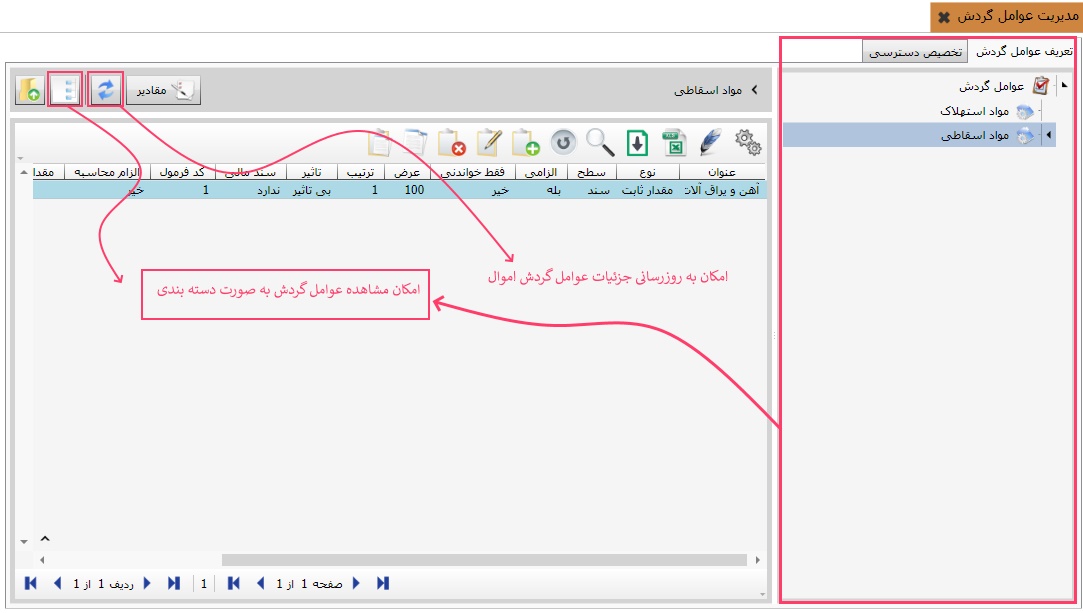 مدیریت عوامل گردش
تعریف عوامل گردش
تخصیص دسترسی
عوامل گردش
مواد استهلاک
مواد اسقاطی
مواد اسقاطی
مقادیر
عنوان نوع سطح الزامی فقط خواندنی عرض ترتیب تاثیر سند مالی کد فرمول الزام محاسبه مقدا
آهن و یراق آلات مقدار ثابت سند بله خیر 100 1 بی تاثیر ندارد 1 خیر
امکان به روزرسانی جزئیات عوامل گردش اموال
امکان مشاهده عوامل گردش به صورت دسته بندی
صفحه 1 از 1
1
ردیف 1 از 1